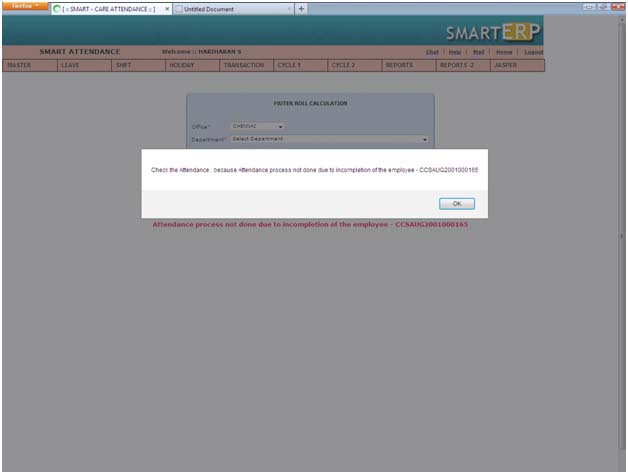 Firefox
[ :: SMART - CARE ATTENDANCE :: ] × Untitled Document × +
SMARTERP
SMART ATTENDANCE Welcome :: HARIHARAN S Chat | Help | Mail | Home | Logout
MASTER LEAVE SHIFT HOLIDAY TRANSACTION CYCLE 1 CYCLE 2 REPORTS REPORTS -2 JASPER
MUTER ROLL CALCULATION
Office* CHENNAI
Department* Select Department
Check the Attendance , because Attendance process not done due to incompletion of the employee - CCSAUG2001000165
OK
Attendance process not done due to incompletion of the employee - CCSAUG2001000165